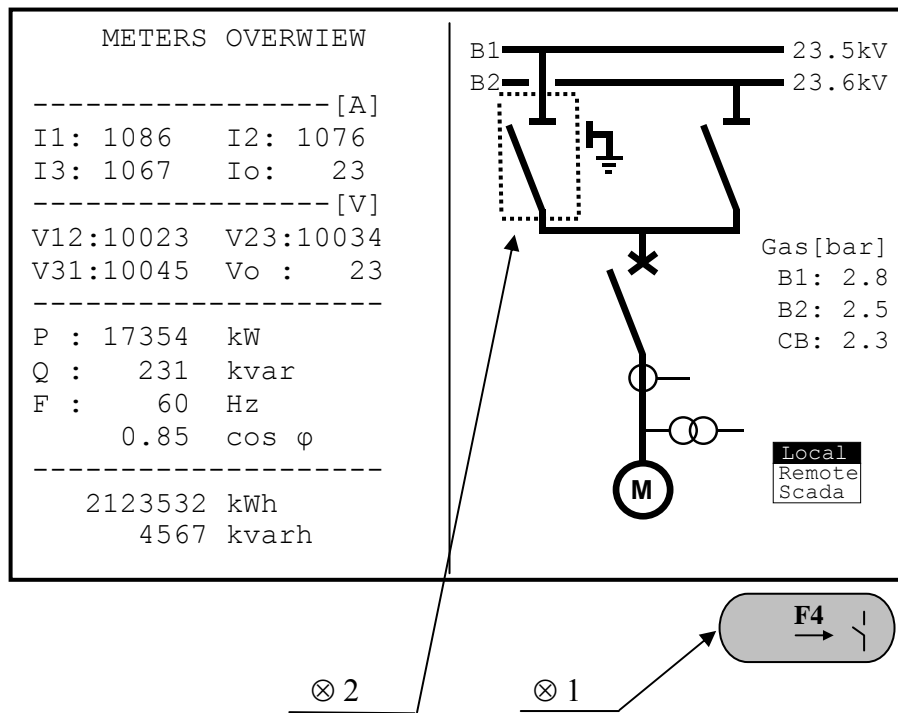 METERS OVERWIEW
-----------------[A]
I1: 1086 I2: 1076
I3: 1067 Io: 23
-----------------[V]
V12:10023 V23:10034
V31:10045 Vo : 23
--------------------
P : 17354 kW
Q : 231 kvar
F : 60 Hz
0.85 cos φ
--------------------
2123532 kWh
4567 kvarh
B1 23.5kV
B2 23.6kV
Gas[bar]
B1: 2.8
B2: 2.5
CB: 2.3
Local
Remote
Scada
M
F4
⊗ 2 ⊗ 1